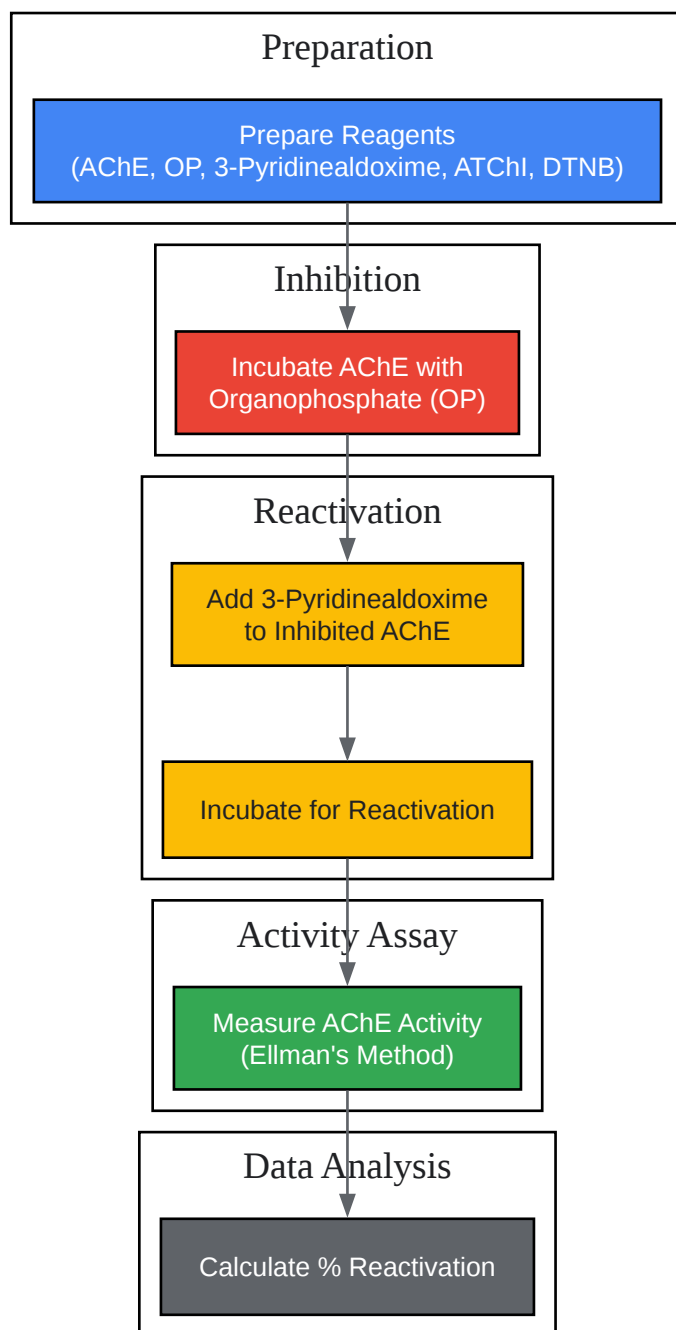 Preparation
Prepare Reagents
(AChE, OP, 3-Pyridinealdoxime, ATChI, DTNB)
Inhibition
Incubate AChE with
Organophosphate (OP)
Reactivation
Add 3-Pyridinealdoxime
to Inhibited AChE
Incubate for Reactivation
Activity Assay
Measure AChE Activity
(Ellman's Method)
Data Analysis
Calculate % Reactivation